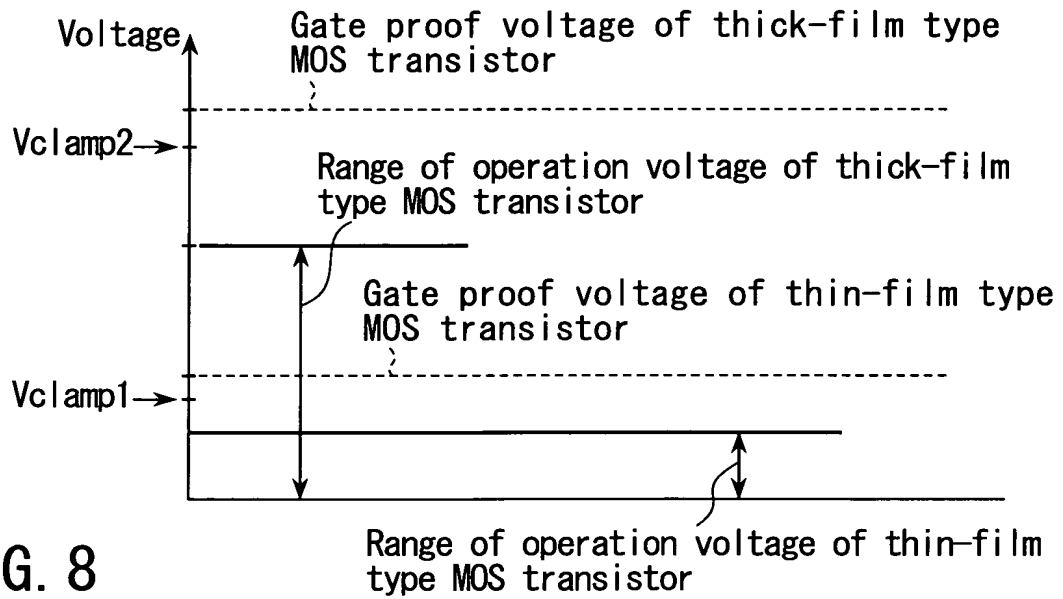 Voltage
Gate proof voltage of thick-film type
MOS transistor
Vclamp2
Range of operation voltage of thick-film
type MOS transistor
Gate proof voltage of thin-film type
MOS transistor
Vclamp1
Range of operation voltage of thin-film
type MOS transistor
G. 8